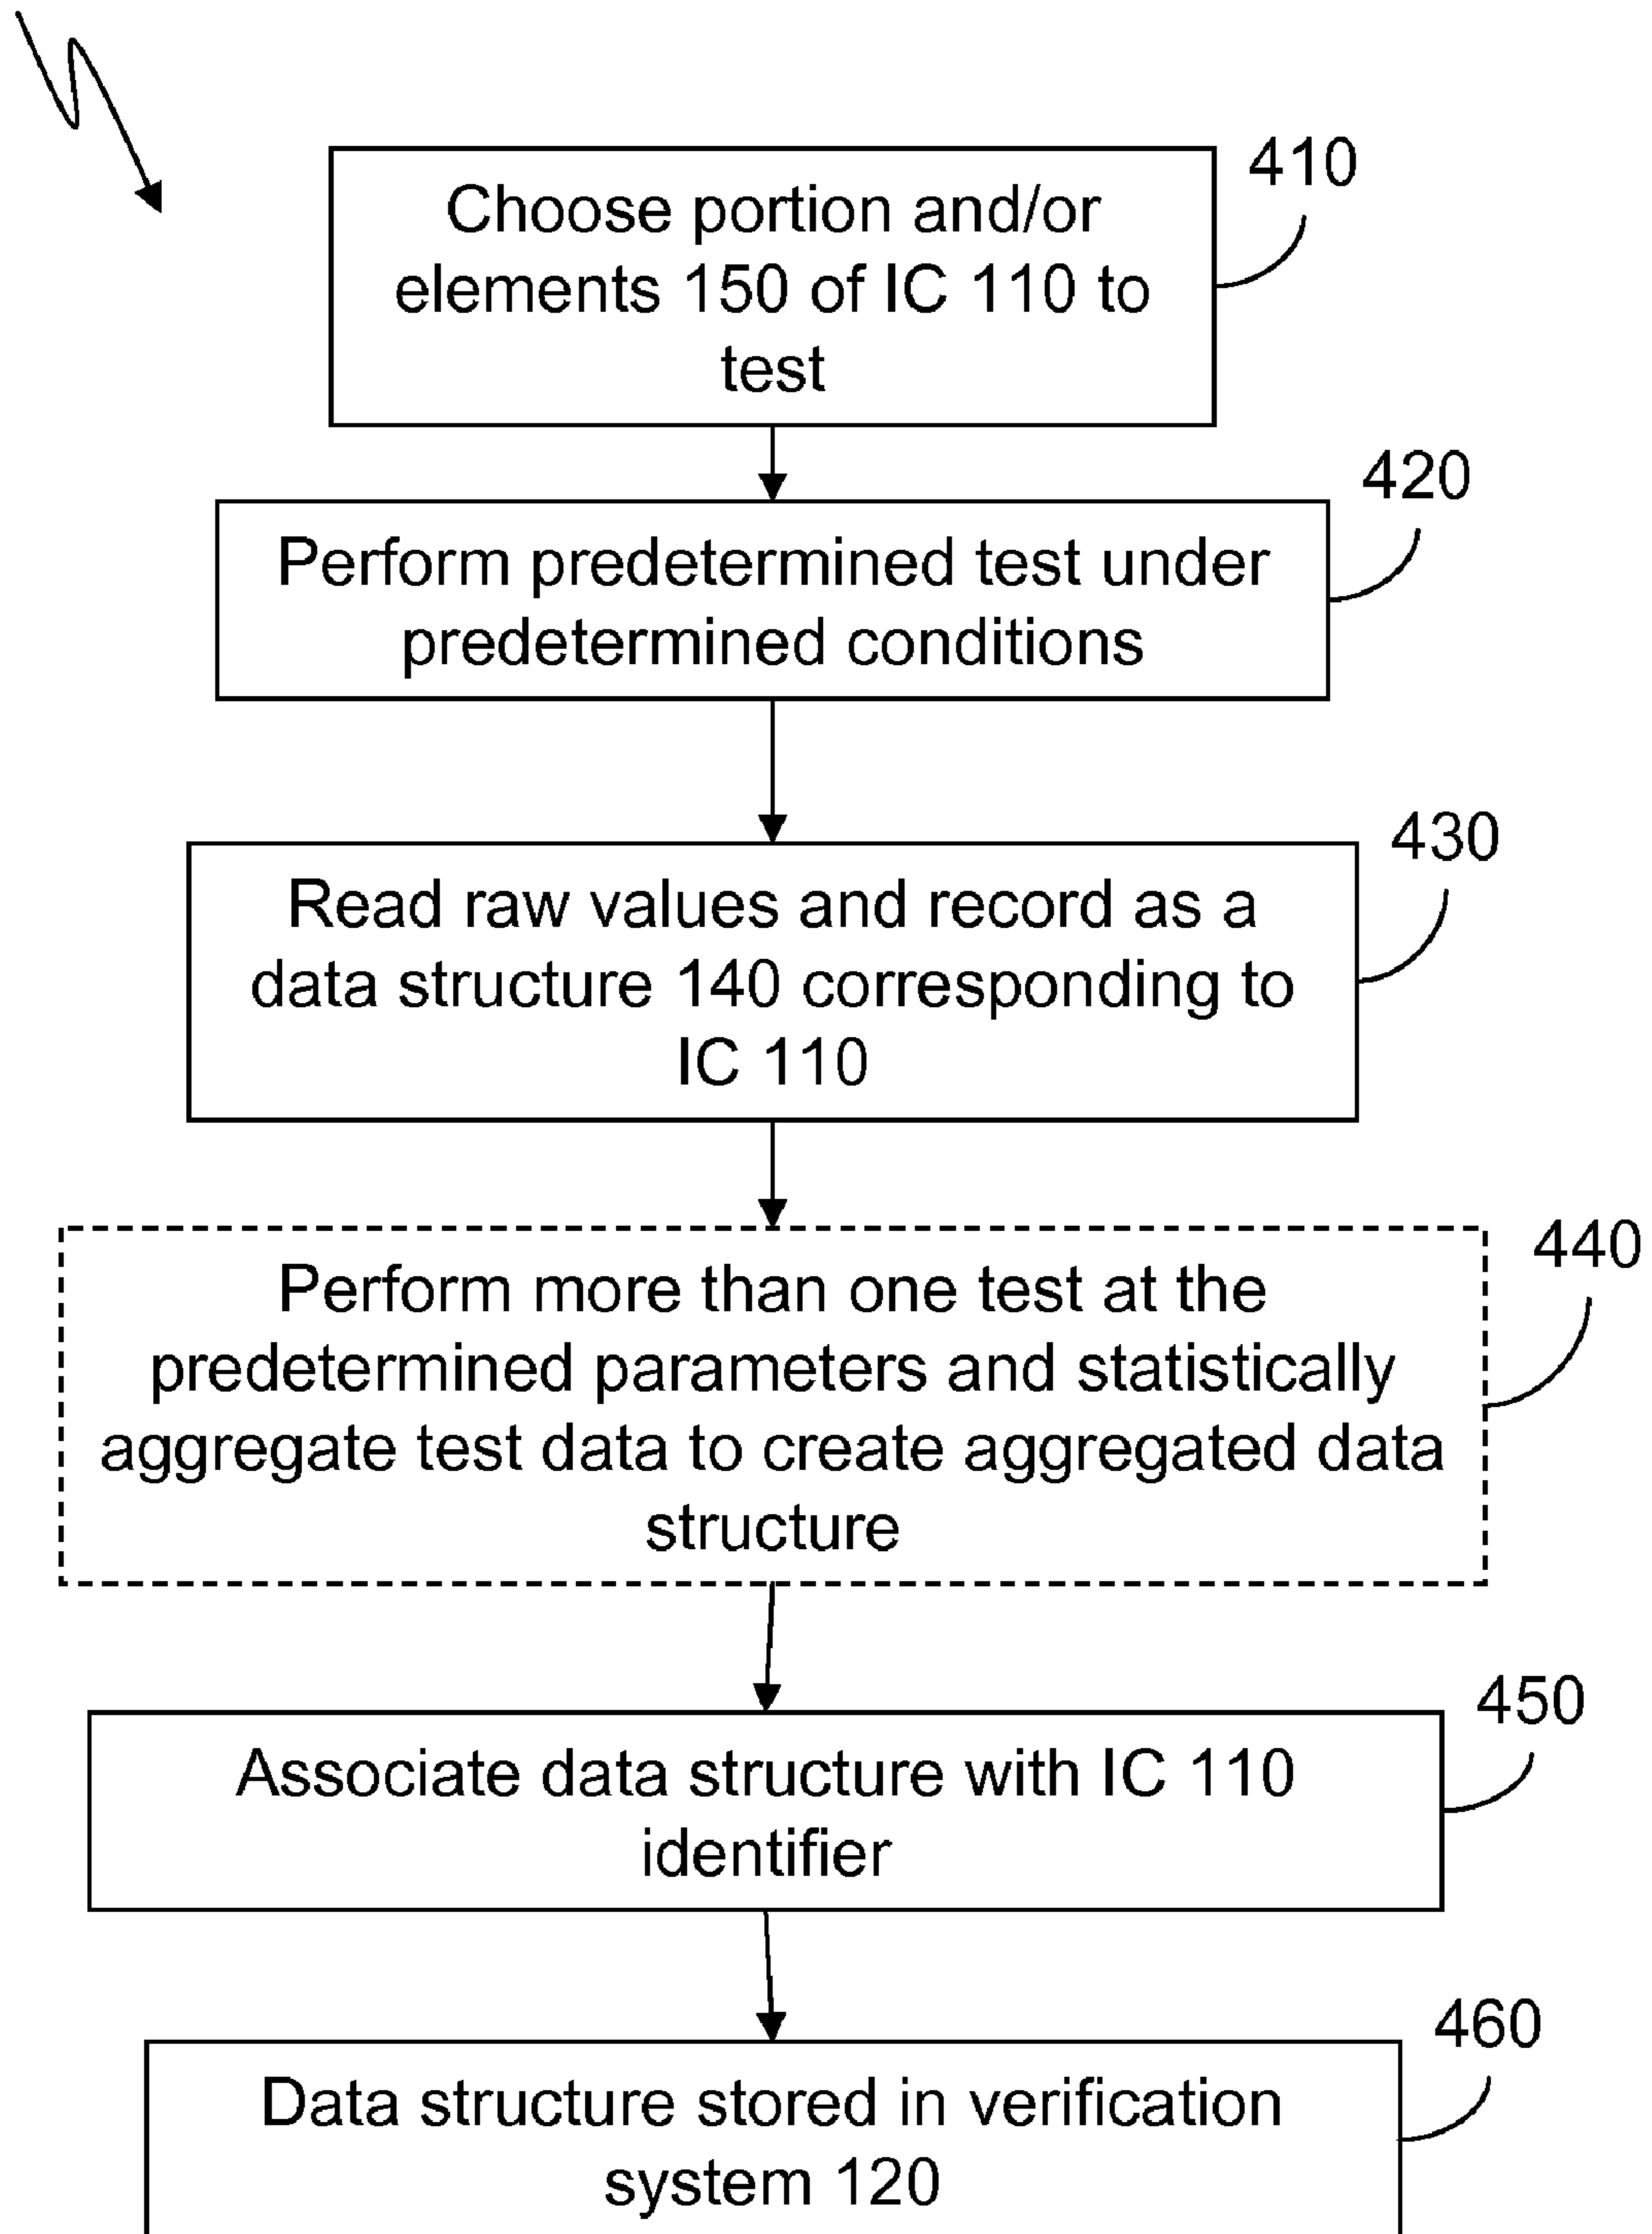 410
Choose portion and/or
elements 150 of IC 110 to
test
420
Perform predetermined test under
predetermined conditions
430
Read raw values and record as a
data structure 140 corresponding to
IC 110
440
Perform more than one test at the
predetermined parameters and statistically
aggregate test data to create aggregated data
structure
450
Associate data structure with IC 110
identifier
460
Data structure stored in verification
system 120